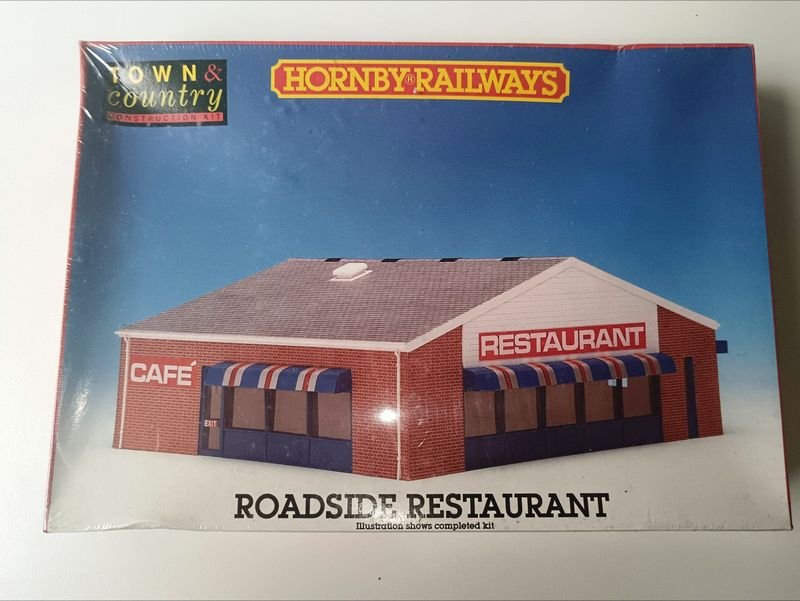 TOWN &
country
CONSTRUCTION KIT
HORNBY® RAILWAYS
RESTAURANT
CAFÉ
EXIT
ROADSIDE RESTAURANT
Illustration shows completed kit